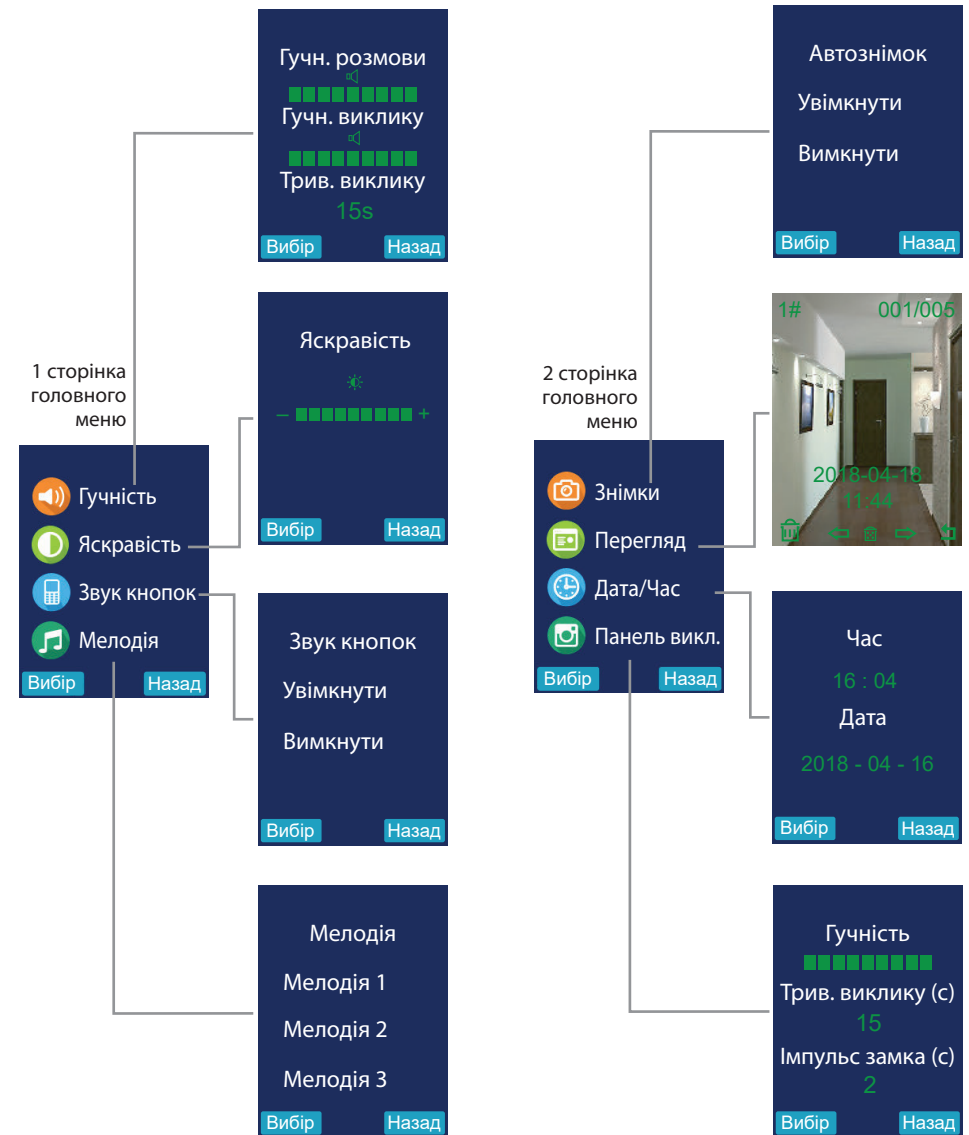 Гучн. розмови
Гучн. виклику
Трив. виклику
15s
Вибір Назад
Яскравість
– +
Вибір Назад
1 сторінка
головного
меню
Гучність
Яскравість
Звук кнопок
Мелодія
Вибір Назад
Звук кнопок
Увімкнути
Вимкнути
Вибір Назад
Мелодія
Мелодія 1
Мелодія 2
Мелодія 3
Вибір Назад
Автознімок
Увімкнути
Вимкнути
Вибір Назад
1# 001/005
2018-04-18
11:44
2 сторінка
головного
меню
Знімки
Перегляд
Дата/Час
Панель викл.
Вибір Назад
Час
16 : 04
Дата
2018 - 04 - 16
Вибір Назад
Гучність
Трив. виклику (с)
15
Імпульс замка (с)
2
Вибір Назад